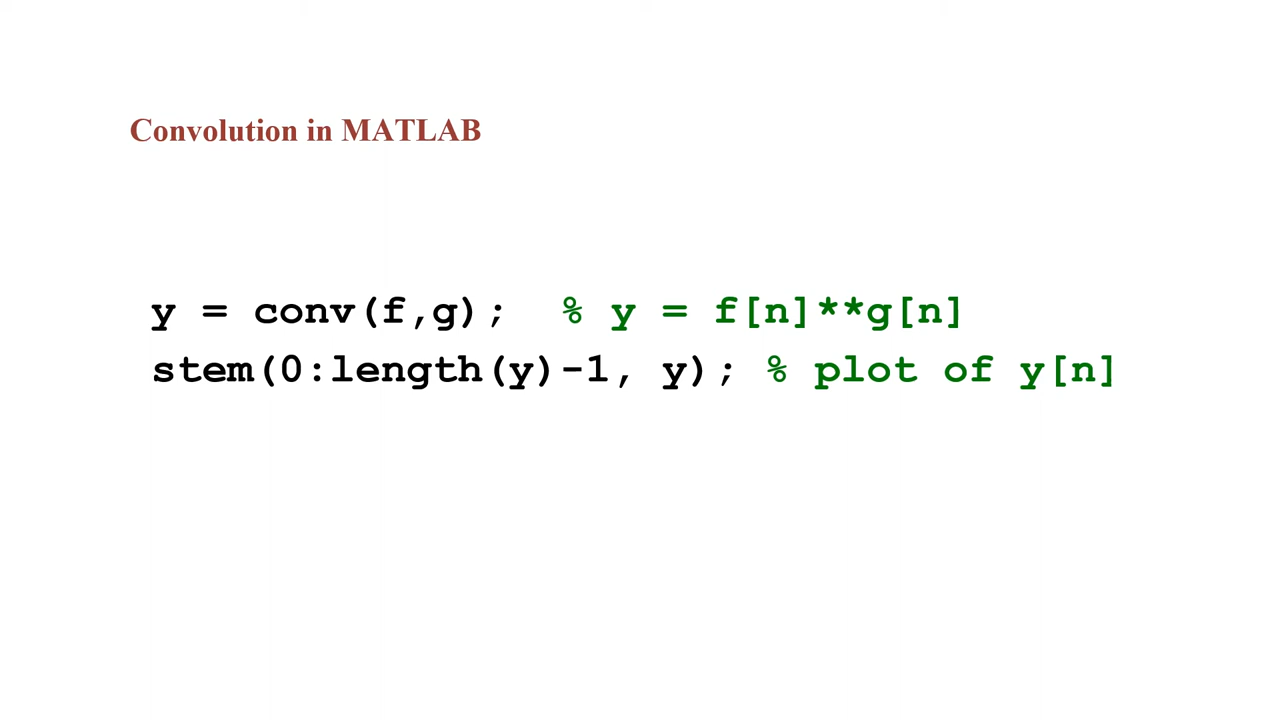 Convolution in MATLAB
y = conv(f,g);  % y = f[n]**g[n]
stem(0:length(y)-1, y); % plot of y[n]